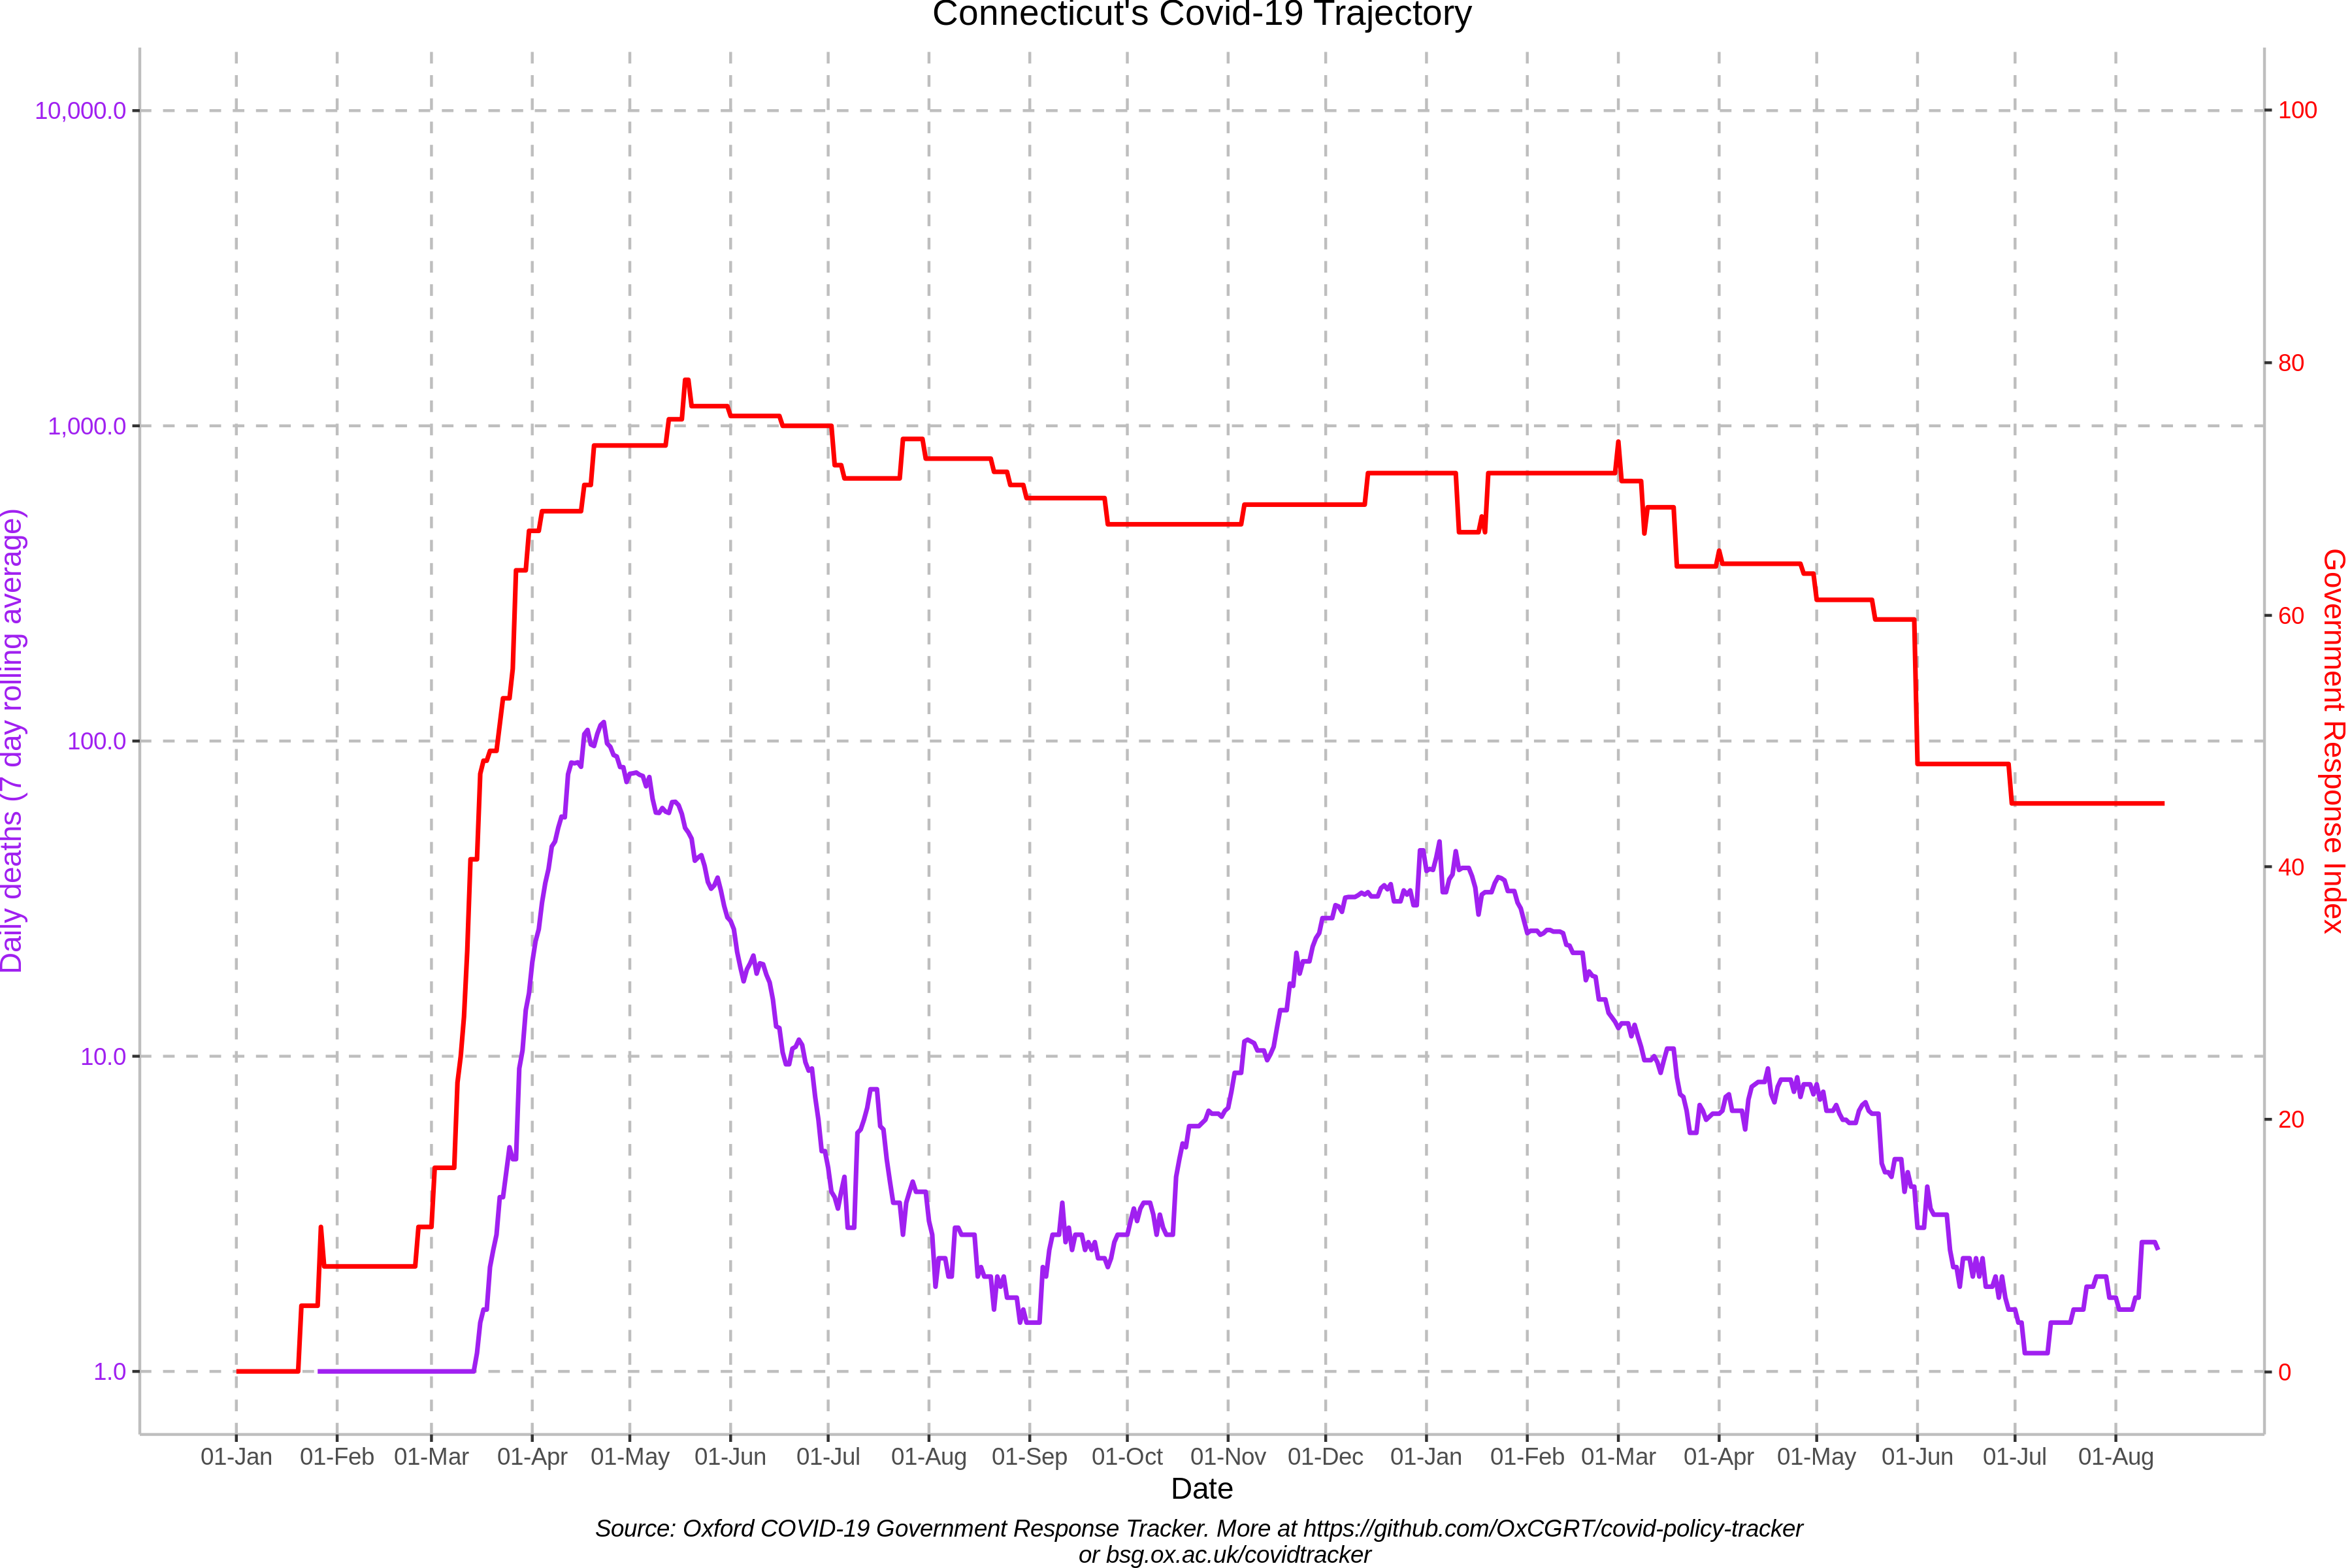 Connecticut's Covid-19 Trajectory
10,000.0
1,000.0
100.0
10.0
1.0
Daily deaths (7 day rolling average)
100
80
60
40
20
0
Government Response Index
01-Jan 01-Feb 01-Mar 01-Apr 01-May 01-Jun 01-Jul 01-Aug 01-Sep 01-Oct 01-Nov 01-Dec 01-Jan 01-Feb 01-Mar 01-Apr 01-May 01-Jun 01-Jul 01-Aug
Date
Source: Oxford COVID-19 Government Response Tracker. More at https://github.com/OxCGRT/covid-policy-tracker
or bsg.ox.ac.uk/covidtracker